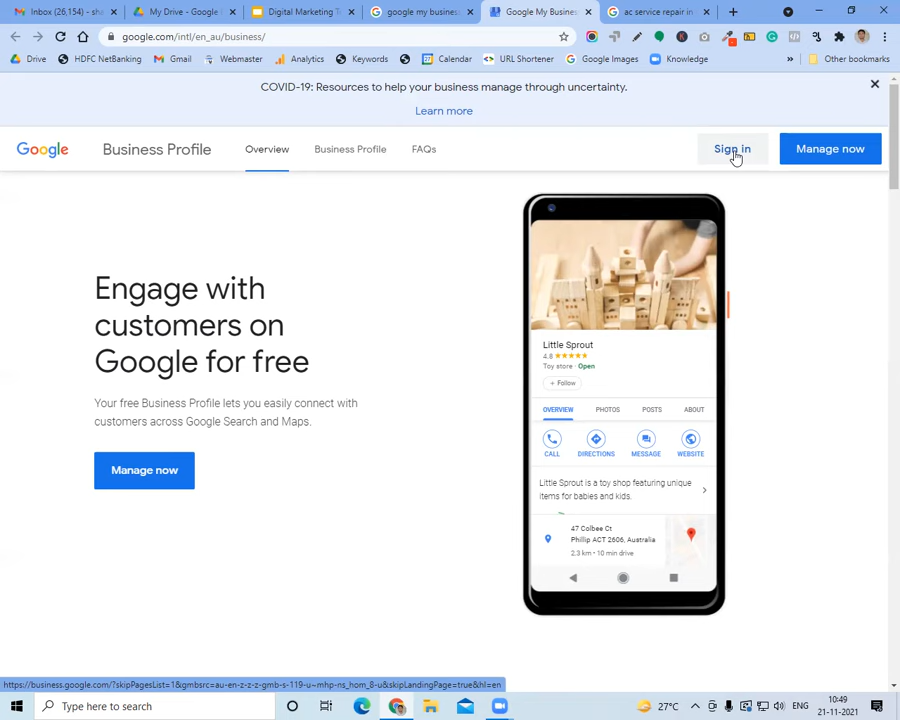 Inbox (26,154) - sha
My Drive - Google
Digital Marketing T
google my busines
Google My Busines
ac service repair in
google.com/intl/en_au/business/
Drive
HDFC NetBanking
Gmail
Webmaster
Analytics
Keywords
Calendar
URL Shortener
Google Images
Knowledge
»
Other bookmarks
COVID-19: Resources to help your business manage through uncertainty.
Learn more
Google
Business Profile
Overview
Business Profile
FAQs
Sign in
Manage now
Engage with
customers on
Google for free
Your free Business Profile lets you easily connect with
customers across Google Search and Maps.
Manage now
Little Sprout
4.8
Toy store · Open
+ Follow
OVERVIEW
PHOTOS
POSTS
ABOUT
CALL
DIRECTIONS
MESSAGE
WEBSITE
Little Sprout is a toy shop featuring unique
items for babies and kids.
47 Colbee Ct
Phillip ACT 2606, Australia
2.3 km • 10 min drive
https://business.google.com/?skipPagesList=1&gmbsrc=au-en-z-z-z-gmb-s-119-u~mhp-ns_hom_8-u&skipLandingPage=true&hl=en
Type here to search
27°C
10:49
21-11-2021